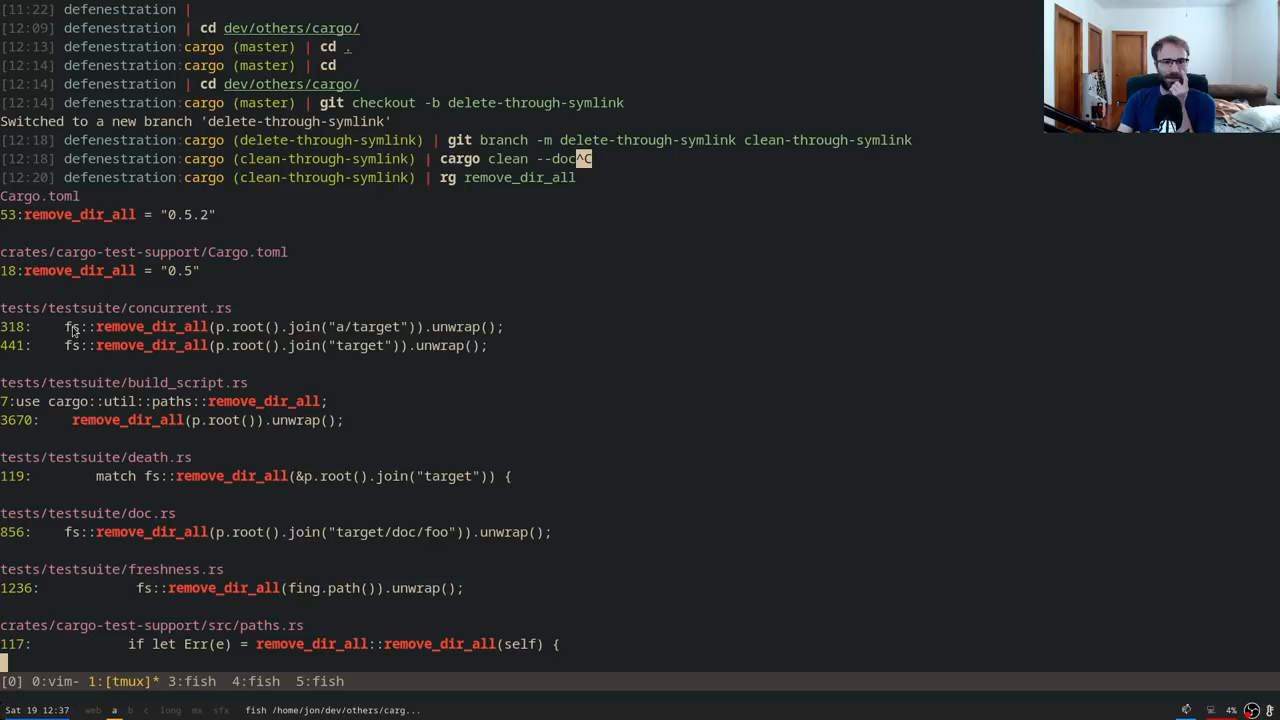 [11:22] defenestration |
[12:09] defenestration | cd dev/others/cargo/
[12:13] defenestration:cargo (master) | cd .
[12:14] defenestration:cargo (master) | cd
[12:14] defenestration | cd dev/others/cargo/
[12:14] defenestration:cargo (master) | git checkout -b delete-through-symlink
Switched to a new branch 'delete-through-symlink'
[12:18] defenestration:cargo (delete-through-symlink) | git branch -m delete-through-symlink clean-through-symlink
[12:18] defenestration:cargo (clean-through-symlink) | cargo clean --doc^C
[12:20] defenestration:cargo (clean-through-symlink) | rg remove_dir_all
Cargo.toml
53:remove_dir_all = "0.5.2"
crates/cargo-test-support/Cargo.toml
18:remove_dir_all = "0.5"
tests/testsuite/concurrent.rs
318:    fs::remove_dir_all(p.root().join("a/target")).unwrap();
441:    fs::remove_dir_all(p.root().join("target")).unwrap();
tests/testsuite/build_script.rs
7:use cargo::util::paths::remove_dir_all;
3670:    remove_dir_all(p.root()).unwrap();
tests/testsuite/death.rs
119:        match fs::remove_dir_all(&p.root().join("target")) {
tests/testsuite/doc.rs
856:    fs::remove_dir_all(p.root().join("target/doc/foo")).unwrap();
tests/testsuite/freshness.rs
1236:            fs::remove_dir_all(fing.path()).unwrap();
crates/cargo-test-support/src/paths.rs
117:            if let Err(e) = remove_dir_all::remove_dir_all(self) {
[0] 0:vim- 1:[tmux]* 3:fish  4:fish  5:fish
Sat 19 12:37 web a b c long mx sfx fish /home/jon/dev/others/carg... 4%